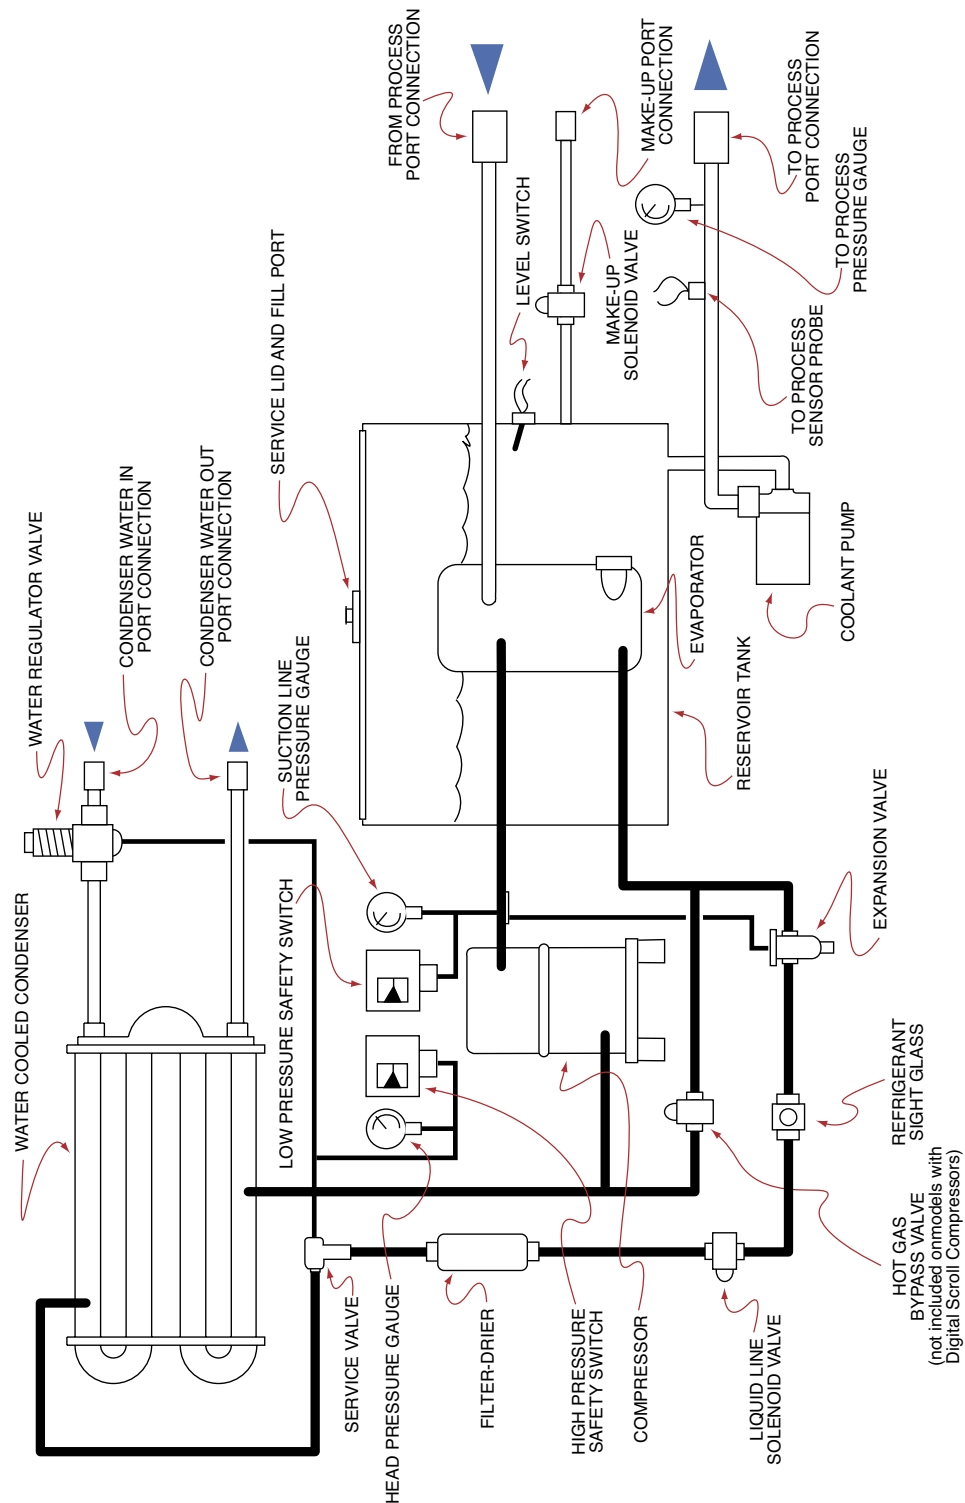 WATER COOLED CONDENSER
WATER REGULATOR VALVE
CONDENSER WATER IN
PORT CONNECTION
CONDENSER WATER OUT
PORT CONNECTION
SERVICE LID AND FILL PORT
FROM PROCESS
PORT CONNECTION
LOW PRESSURE SAFETY SWITCH
SUCTION LINE
PRESSURE GAUGE
LEVEL SWITCH
MAKE-UP
SOLENOID VALVE
MAKE-UP PORT
CONNECTION
SERVICE VALVE
HEAD PRESSURE GAUGE
FILTER-DRIER
HIGH PRESSURE
SAFETY SWITCH
COMPRESSOR
EVAPORATOR
RESERVOIR TANK
TO PROCESS
SENSOR PROBE
TO PROCESS
PORT CONNECTION
TO PROCESS
PRESSURE GAUGE
COOLANT PUMP
LIQUID LINE
SOLENOID VALVE
HOT GAS
BYPASS VALVE
(not included onmodels with
Digital Scroll Compressors)
REFRIGERANT
SIGHT GLASS
EXPANSION VALVE